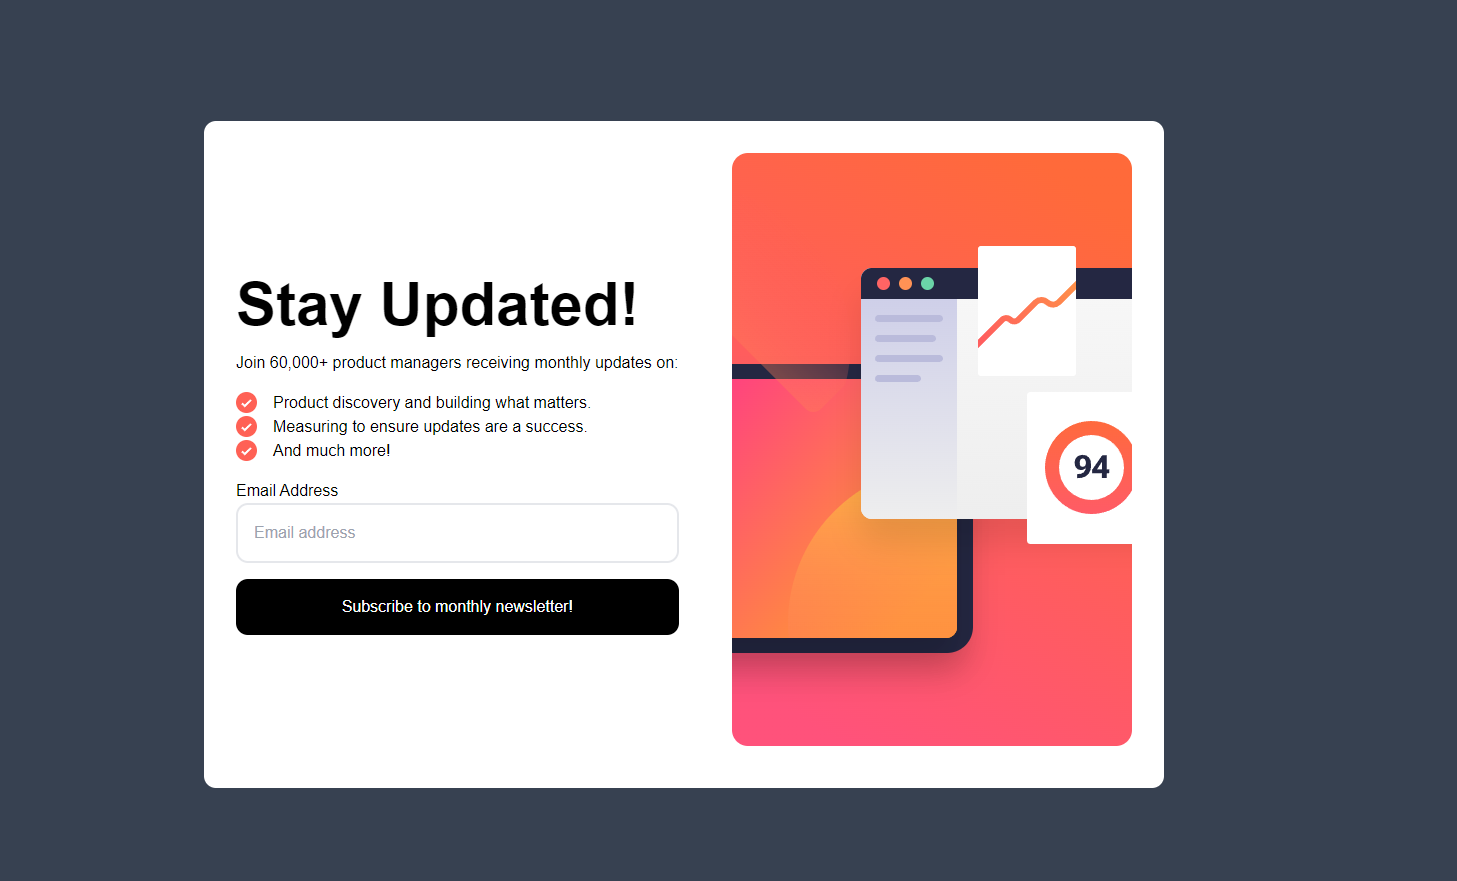 Stay Updated!
Join 60,000+ product managers receiving monthly updates on:
Product discovery and building what matters.
Measuring to ensure updates are a success.
And much more!
Email Address
Email address
Subscribe to monthly newsletter!
94